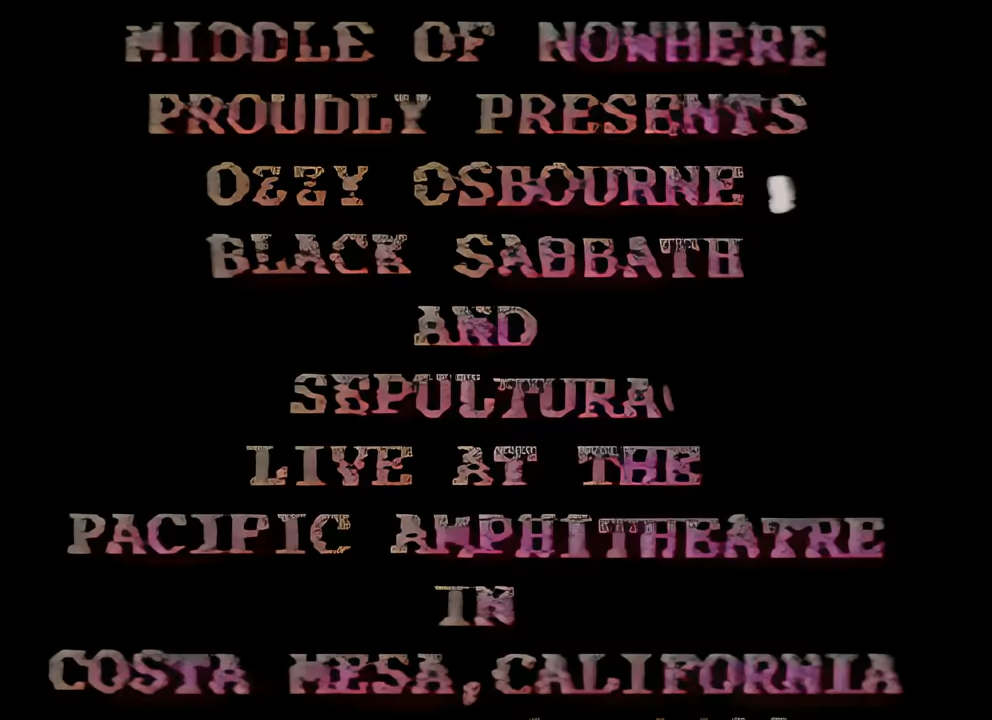 MIDDLE OF NOWHERE
PROUDLY PRESENTS
OZZY OSBOURNE,
BLACK SABBATH
AND
SEPULTURA
LIVE AT THE
PACIFIC AMPHITHEATRE
IN
COSTA MESA, CALIFORNIA